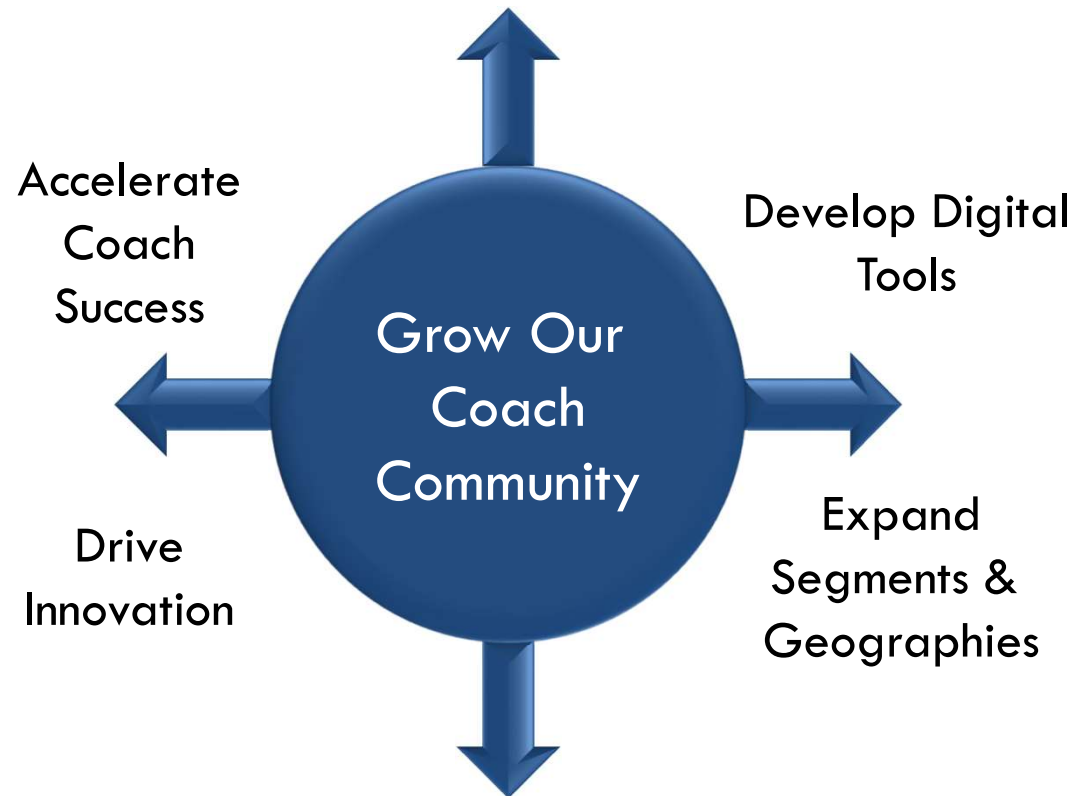 Accelerate
Coach
Success
Develop Digital
Tools
Grow Our
Coach
Community
Drive
Innovation
Expand
Segments &
Geographies